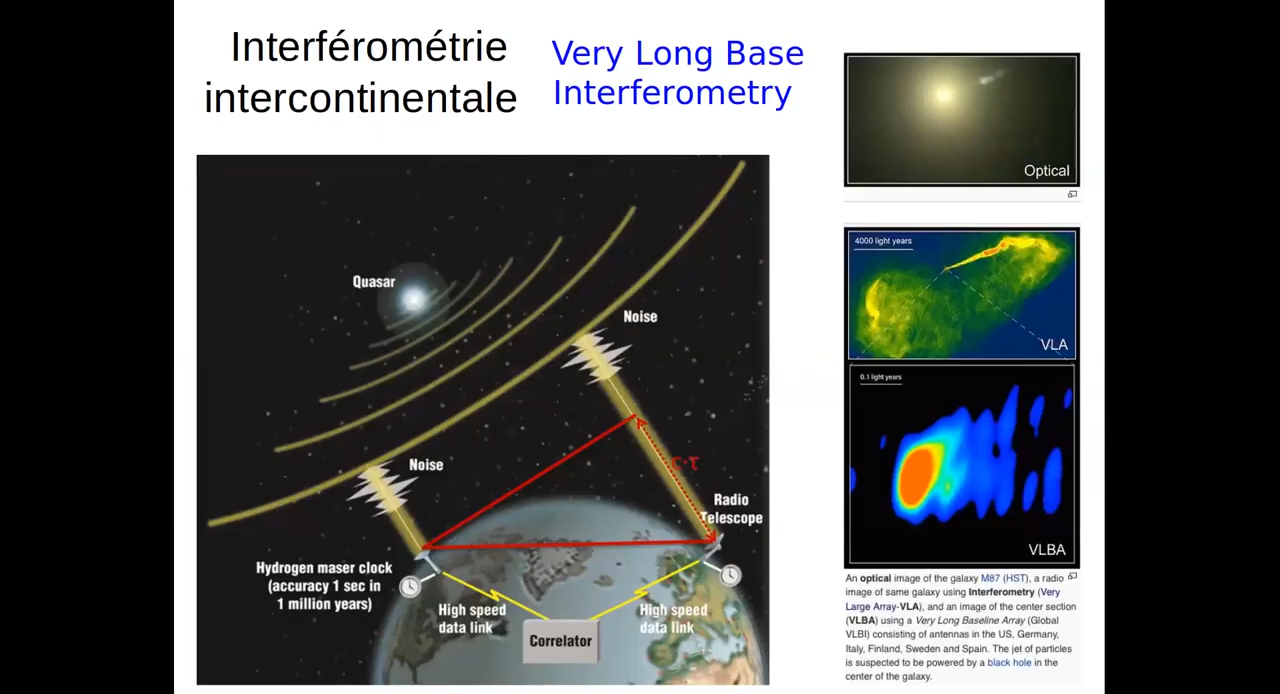 Interférométrie
intercontinentale
Very Long Base
Interferometry
Quasar
Noise
Noise
c·τ
Radio
Telescope
Hydrogen maser clock
(accuracy 1 sec in
1 million years)
High speed
data link
High speed
data link
Correlator
Optical
4000 light years
VLA
0.1 light years
VLBA
An optical image of the galaxy M87 (HST), a radio
image of same galaxy using Interferometry (Very
Large Array-VLA), and an image of the center section
(VLBA) using a Very Long Baseline Array (Global
VLBI) consisting of antennas in the US, Germany,
Italy, Finland, Sweden and Spain. The jet of particles
is suspected to be powered by a black hole in the
center of the galaxy.